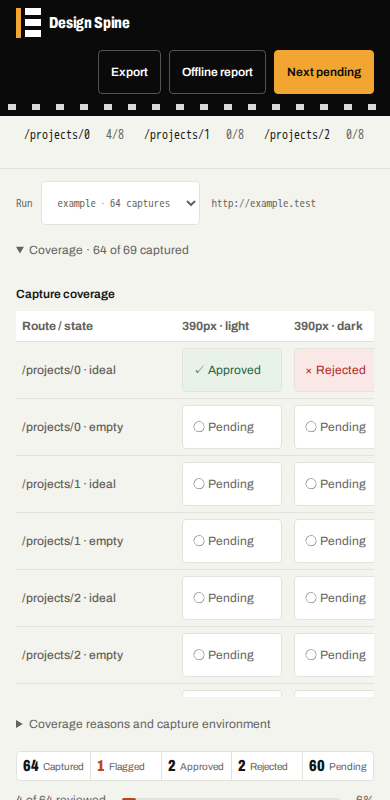 Design Spine
Export Offline report Next pending
/projects/0 4/8 /projects/1 0/8 /projects/2 0/8
Run example · 64 captures http://example.test
▼ Coverage · 64 of 69 captured
Capture coverage
Route / state 390px · light 390px · dark
/projects/0 · ideal ✓ Approved × Rejected
/projects/0 · empty ○ Pending ○ Pending
/projects/1 · ideal ○ Pending ○ Pending
/projects/1 · empty ○ Pending ○ Pending
/projects/2 · ideal ○ Pending ○ Pending
/projects/2 · empty ○ Pending ○ Pending
▶ Coverage reasons and capture environment
64 Captured 1 Flagged 2 Approved 2 Rejected 60 Pending
4 of 64 reviewed 6%